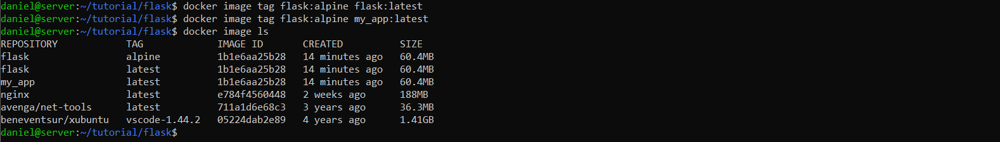 daniel@server:~/tutorial/flask$ docker image tag flask:alpine flask:latest
daniel@server:~/tutorial/flask$ docker image tag flask:alpine my_app:latest
daniel@server:~/tutorial/flask$ docker image ls
REPOSITORY            TAG             IMAGE ID       CREATED          SIZE
flask                 alpine          1b1e6aa25b28   14 minutes ago   60.4MB
flask                 latest          1b1e6aa25b28   14 minutes ago   60.4MB
my_app                latest          1b1e6aa25b28   14 minutes ago   60.4MB
nginx                 latest          e784f4560448   2 weeks ago      188MB
avenga/net-tools      latest          711a1d6e68c3   3 years ago      36.3MB
beneventsur/xubuntu   vscode-1.44.2   05224dab2e89   4 years ago      1.41GB
daniel@server:~/tutorial/flask$